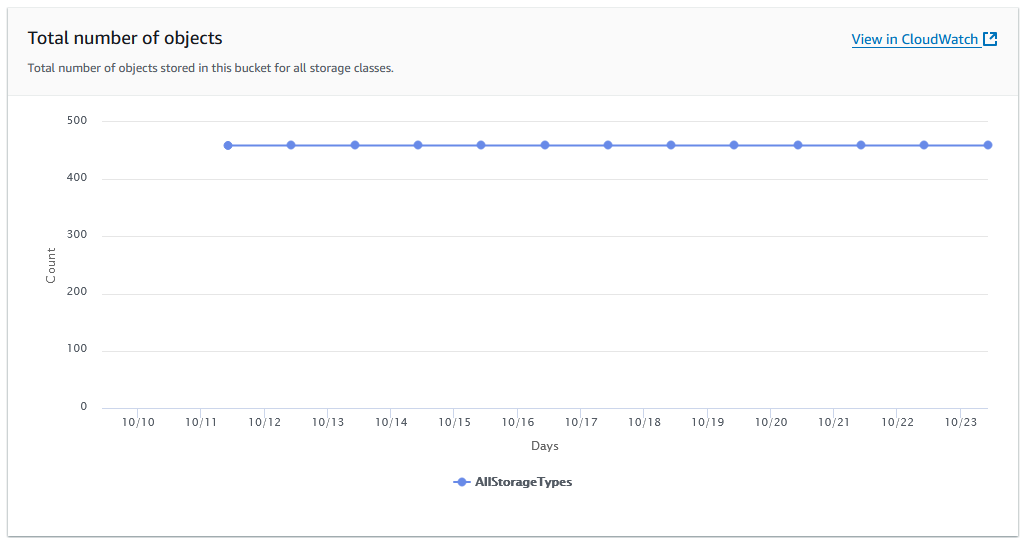 Total number of objects
View in CloudWatch
Total number of objects stored in this bucket for all storage classes.
500
400
300
200
100
0
Count
10/10 10/11 10/12 10/13 10/14 10/15 10/16 10/17 10/18 10/19 10/20 10/21 10/22 10/23
Days
AllStorageTypes